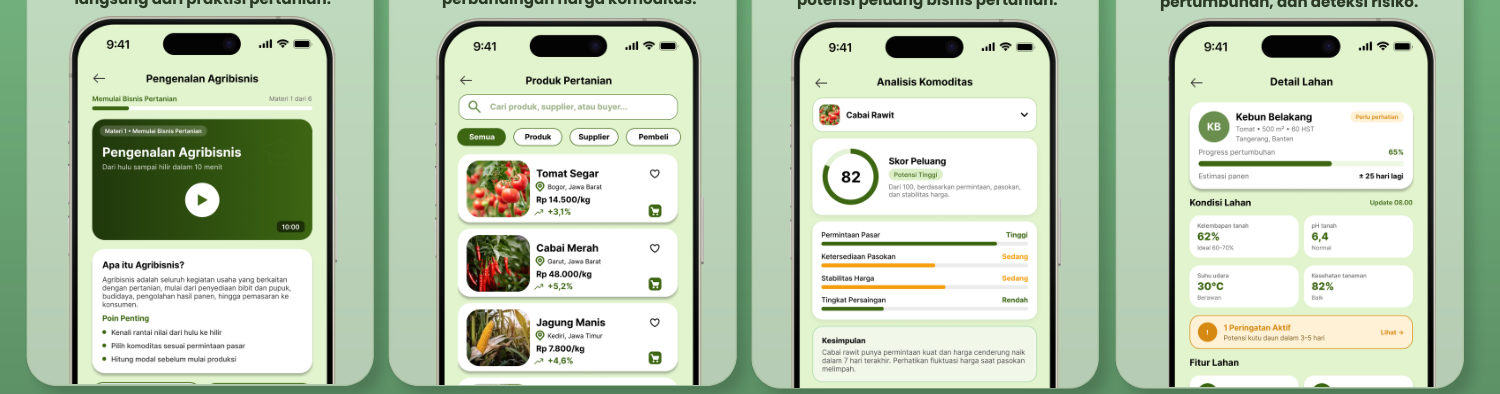 langsung dari praktisi pertanian.
9:41
Pengenalan Agribisnis
Memulai Bisnis Pertanian
Materi 1 dari 6
Materi 1 • Memulai Bisnis Pertanian
Pengenalan Agribisnis
Dari hulu sampai hilir dalam 10 menit
10:00
Apa itu Agribisnis?
Agribisnis adalah seluruh kegiatan usaha yang berkaitan
dengan pertanian, mulai dari penyediaan bibit dan pupuk,
budidaya, pengolahan hasil panen, hingga pemasaran ke
konsumen.
Poin Penting
Kenali rantai nilai dari hulu ke hilir
Pilih komoditas sesuai permintaan pasar
Hitung modal sebelum mulai produksi
perbandingan harga komoditas.
9:41
Produk Pertanian
Cari produk, supplier, atau buyer...
Semua
Produk
Supplier
Pembeli
Tomat Segar
Bogor, Jawa Barat
Rp 14.500/kg
+3,1%
Cabai Merah
Garut, Jawa Barat
Rp 48.000/kg
+5,2%
Jagung Manis
Kediri, Jawa Timur
Rp 7.800/kg
+4,6%
potensi peluang bisnis pertanian.
9:41
Analisis Komoditas
Cabai Rawit
82
Skor Peluang
Potensi Tinggi
Dari 100, berdasarkan permintaan, pasokan,
dan stabilitas harga.
Permintaan Pasar
Tinggi
Ketersediaan Pasokan
Sedang
Stabilitas Harga
Sedang
Tingkat Persaingan
Rendah
Kesimpulan
Cabai rawit punya permintaan kuat dan harga cenderung naik
dalam 7 hari terakhir. Perhatikan fluktuasi harga saat pasokan
melimpah.
pertumbuhan, dan deteksi risiko.
9:41
Detail Lahan
KB
Kebun Belakang
Perlu perhatian
Tomat • 500 m² • 60 HST
Tangerang, Banten
Progress pertumbuhan
65%
Estimasi panen
± 25 hari lagi
Kondisi Lahan
Update 08.00
Kelembapan tanah
62%
Ideal 60-70%
pH tanah
6,4
Normal
Suhu udara
30°C
Berawan
Kesehatan tanaman
82%
Baik
!
1 Peringatan Aktif
Potensi kutu daun dalam 3-5 hari
Lihat →
Fitur Lahan